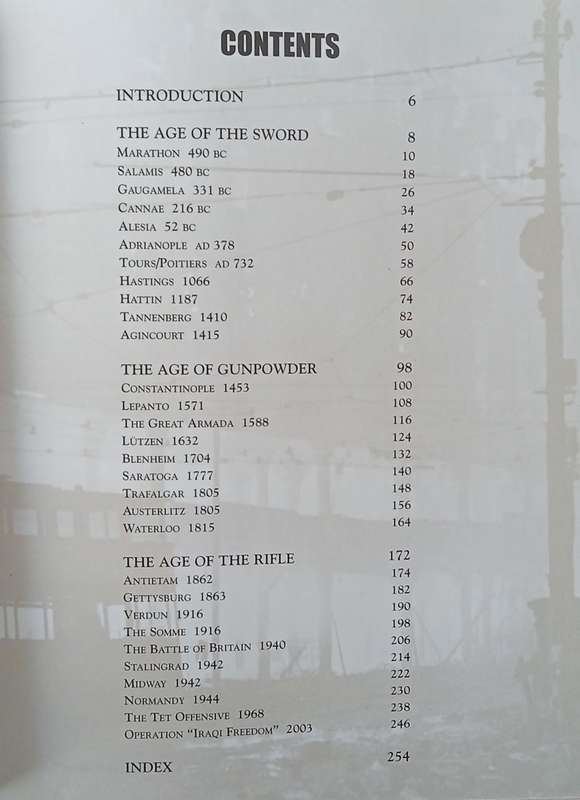 CONTENTS
INTRODUCTION 6
THE AGE OF THE SWORD 8
MARATHON 490 BC 10
SALAMIS 480 BC 18
GAUGAMELA 331 BC 26
CANNAE 216 BC 34
ALESIA 52 BC 42
ADRIANOPLE AD 378 50
TOURS/POITIERS AD 732 58
HASTINGS 1066 66
HATTIN 1187 74
TANNENBERG 1410 82
AGINCOURT 1415 90
THE AGE OF GUNPOWDER 98
CONSTANTINOPLE 1453 100
LEPANTO 1571 108
THE GREAT ARMADA 1588 116
LÜTZEN 1632 124
BLENHEIM 1704 132
SARATOGA 1777 140
TRAFALGAR 1805 148
AUSTERLITZ 1805 156
WATERLOO 1815 164
THE AGE OF THE RIFLE 172
ANTIETAM 1862 174
GETTYSBURG 1863 182
VERDUN 1916 190
THE SOMME 1916 198
THE BATTLE OF BRITAIN 1940 206
STALINGRAD 1942 214
MIDWAY 1942 222
NORMANDY 1944 230
THE TET OFFENSIVE 1968 238
OPERATION “IRAQI FREEDOM” 2003 246
INDEX 254